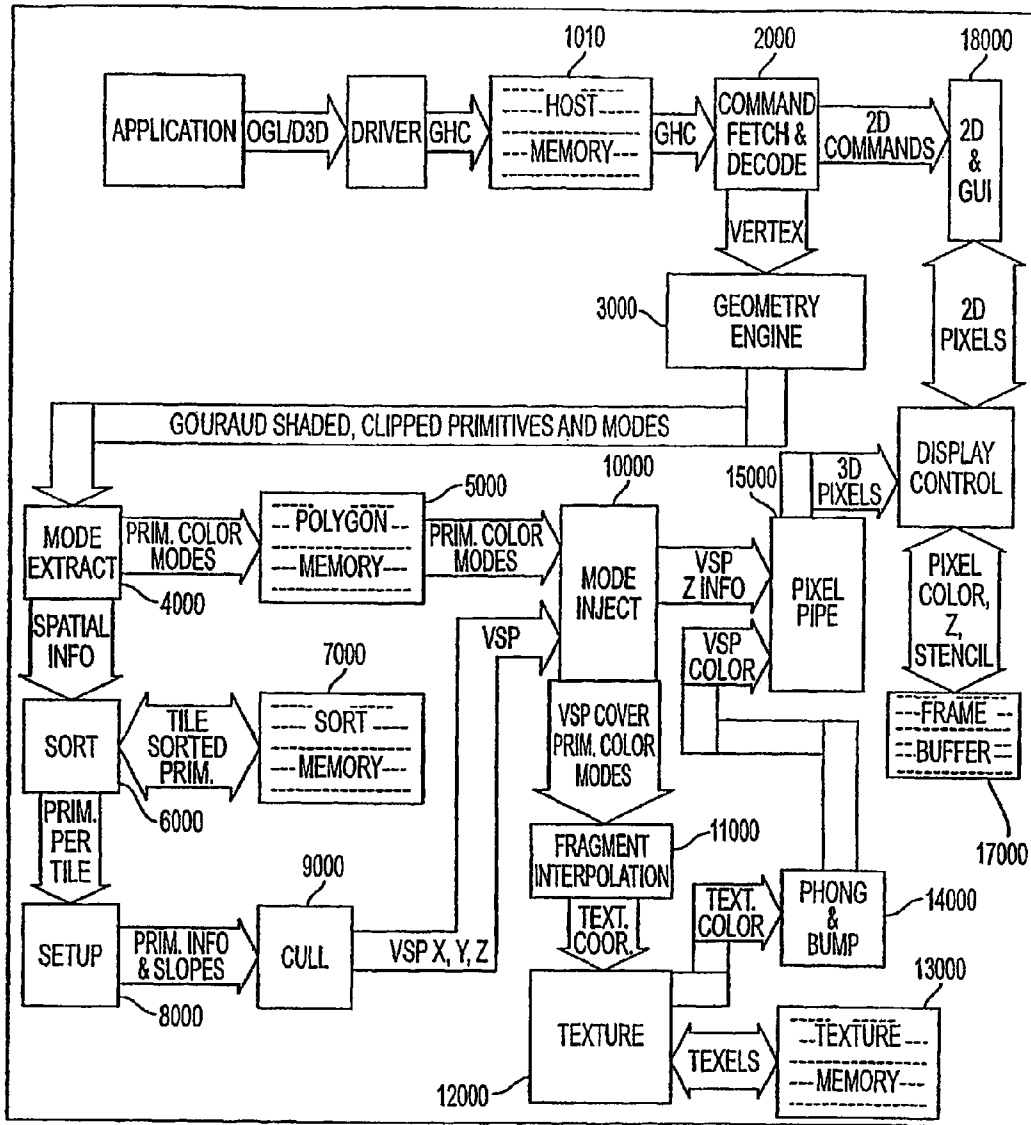 1010
2000
18000
APPLICATION
OGL/D3D
DRIVER
GHC
HOST
MEMORY
GHC
COMMAND
FETCH &
DECODE
2D
COMMANDS
2D
&
GUI
VERTEX
3000
GEOMETRY
ENGINE
2D
PIXELS
GOURAUD SHADED, CLIPPED PRIMITIVES AND MODES
DISPLAY
CONTROL
MODE
EXTRACT
4000
PRIM. COLOR
MODES
5000
POLYGON
MEMORY
PRIM. COLOR
MODES
10000
MODE
INJECT
VSP
Z INFO
15000
PIXEL
PIPE
3D
PIXELS
SPATIAL
INFO
VSP
VSP
COLOR
PIXEL
COLOR,
Z,
STENCIL
SORT
6000
TILE
SORTED
PRIM.
7000
SORT
MEMORY
VSP COVER
PRIM. COLOR
MODES
FRAME
BUFFER
17000
PRIM.
PER
TILE
FRAGMENT
INTERPOLATION
11000
SETUP
8000
PRIM. INFO
& SLOPES
9000
CULL
VSP X, Y, Z
TEXT.
COOR.
TEXT.
COLOR
PHONG
&
BUMP
14000
TEXTURE
12000
TEXELS
13000
TEXTURE
MEMORY